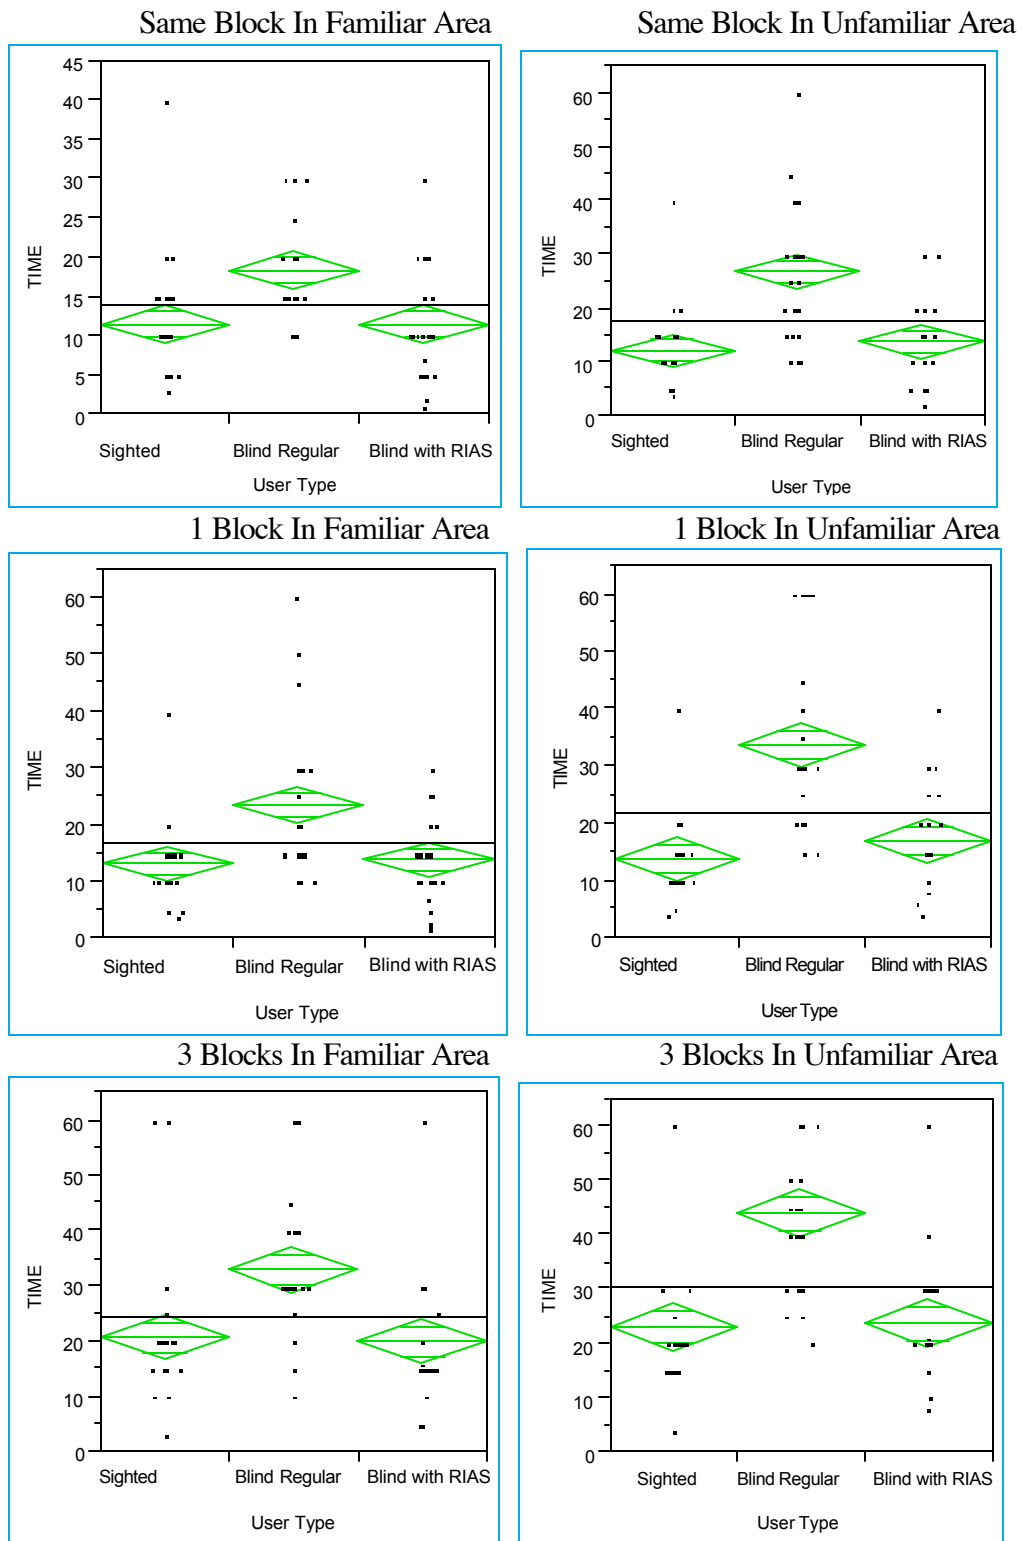 Same Block In Familiar Area
45
40
35
30
25
20
15
10
5
0
TIME
Sighted Blind Regular Blind with RIAS
User Type
Same Block In Unfamiliar Area
60
50
40
30
20
10
0
TIME
Sighted Blind Regular Blind with RIAS
User Type
1 Block In Familiar Area
60
50
40
30
20
10
0
TIME
Sighted Blind Regular Blind with RIAS
User Type
1 Block In Unfamiliar Area
60
50
40
30
20
10
0
TIME
Sighted Blind Regular Blind with RIAS
User Type
3 Blocks In Familiar Area
60
50
40
30
20
10
0
TIME
Sighted Blind Regular Blind with RIAS
User Type
3 Blocks In Unfamiliar Area
60
50
40
30
20
10
0
TIME
Sighted Blind Regular Blind with RIAS
User Type